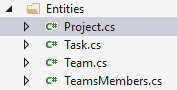 Entities
C# Project.cs
C# Task.cs
C# Team.cs
C# TeamsMembers.cs